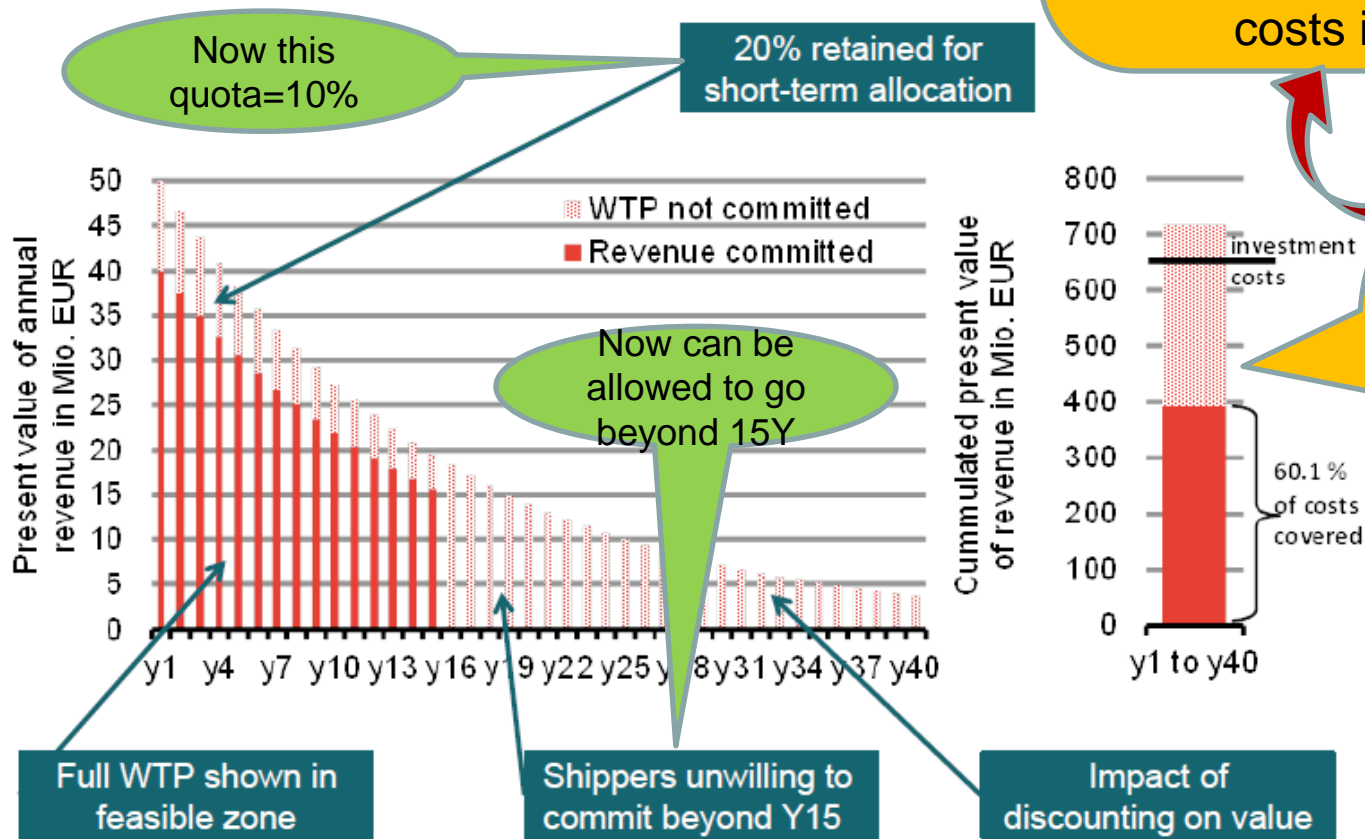 costs i
Now this
quota=10%
20% retained for
short-term allocation
Present value of annual
revenue in Mio. EUR
50
45
40
35
30
25
20
15
10
5
0
WTP not committed
Revenue committed
Now can be
allowed to go
beyond 15Y
y1 y4 y7 y10 y13 y16 y19 y22 y25 y28 y31 y34 y37 y40
Cummulated present value
of revenue in Mio. EUR
800
700
600
500
400
300
200
100
0
investment
costs
60.1 %
of costs
covered
y1 to y40
Full WTP shown in
feasible zone
Shippers unwilling to
commit beyond Y15
Impact of
discounting on value